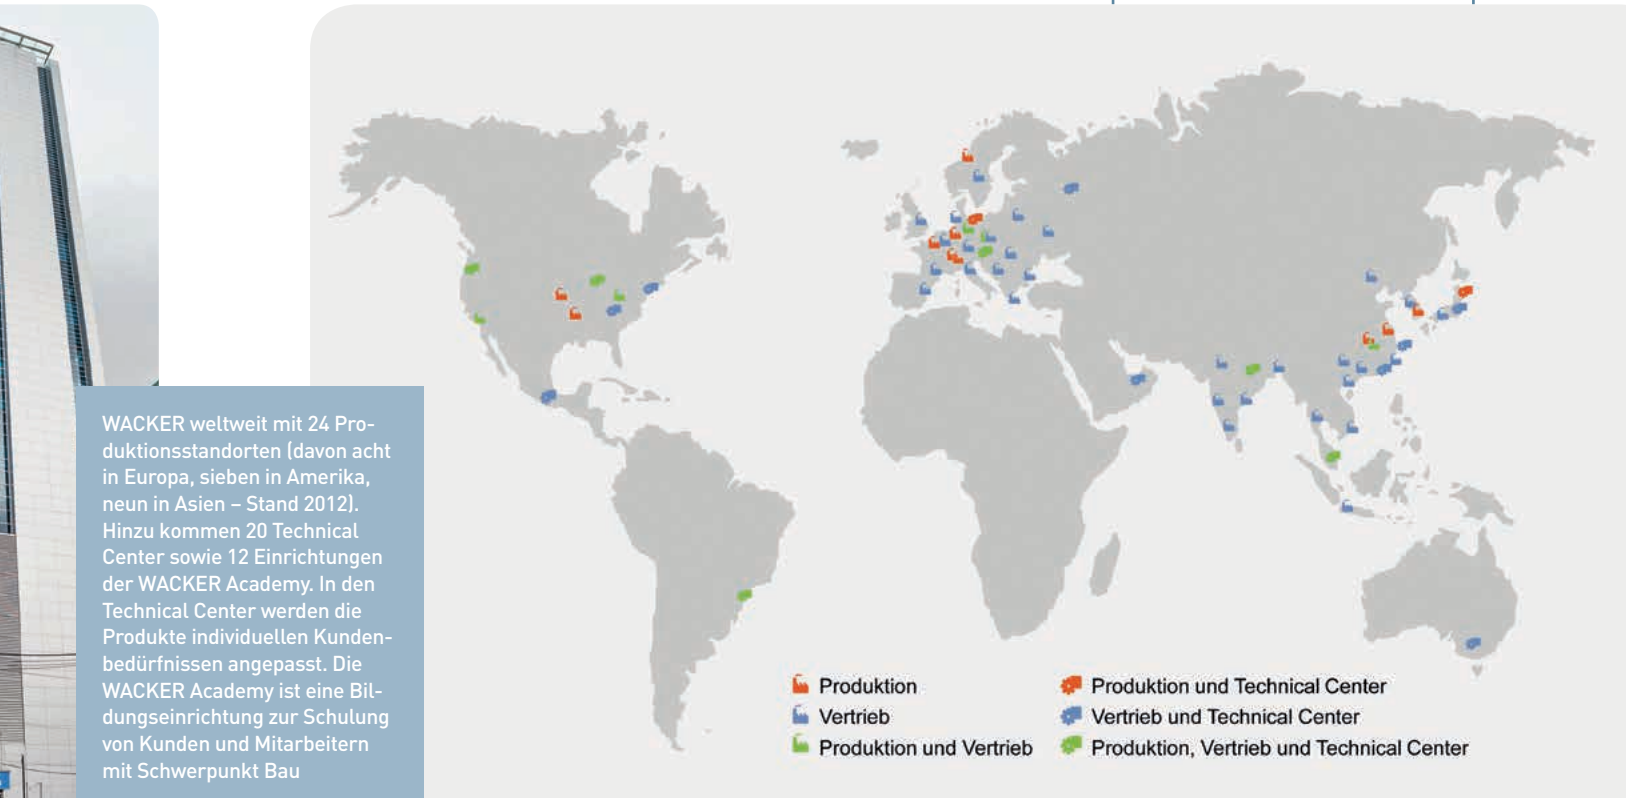 WACKER weltweit mit 24 Pro-
duktionsstandorten (davon acht
in Europa, sieben in Amerika,
neun in Asien – Stand 2012).
Hinzu kommen 20 Technical
Center sowie 12 Einrichtungen
der WACKER Academy. In den
Technical Center werden die
Produkte individuellen Kunden-
bedürfnissen angepasst. Die
WACKER Academy ist eine Bil-
dungseinrichtung zur Schulung
von Kunden und Mitarbeitern
mit Schwerpunkt Bau
Produktion
Vertrieb
Produktion und Vertrieb
Produktion und Technical Center
Vertrieb und Technical Center
Produktion, Vertrieb und Technical Center